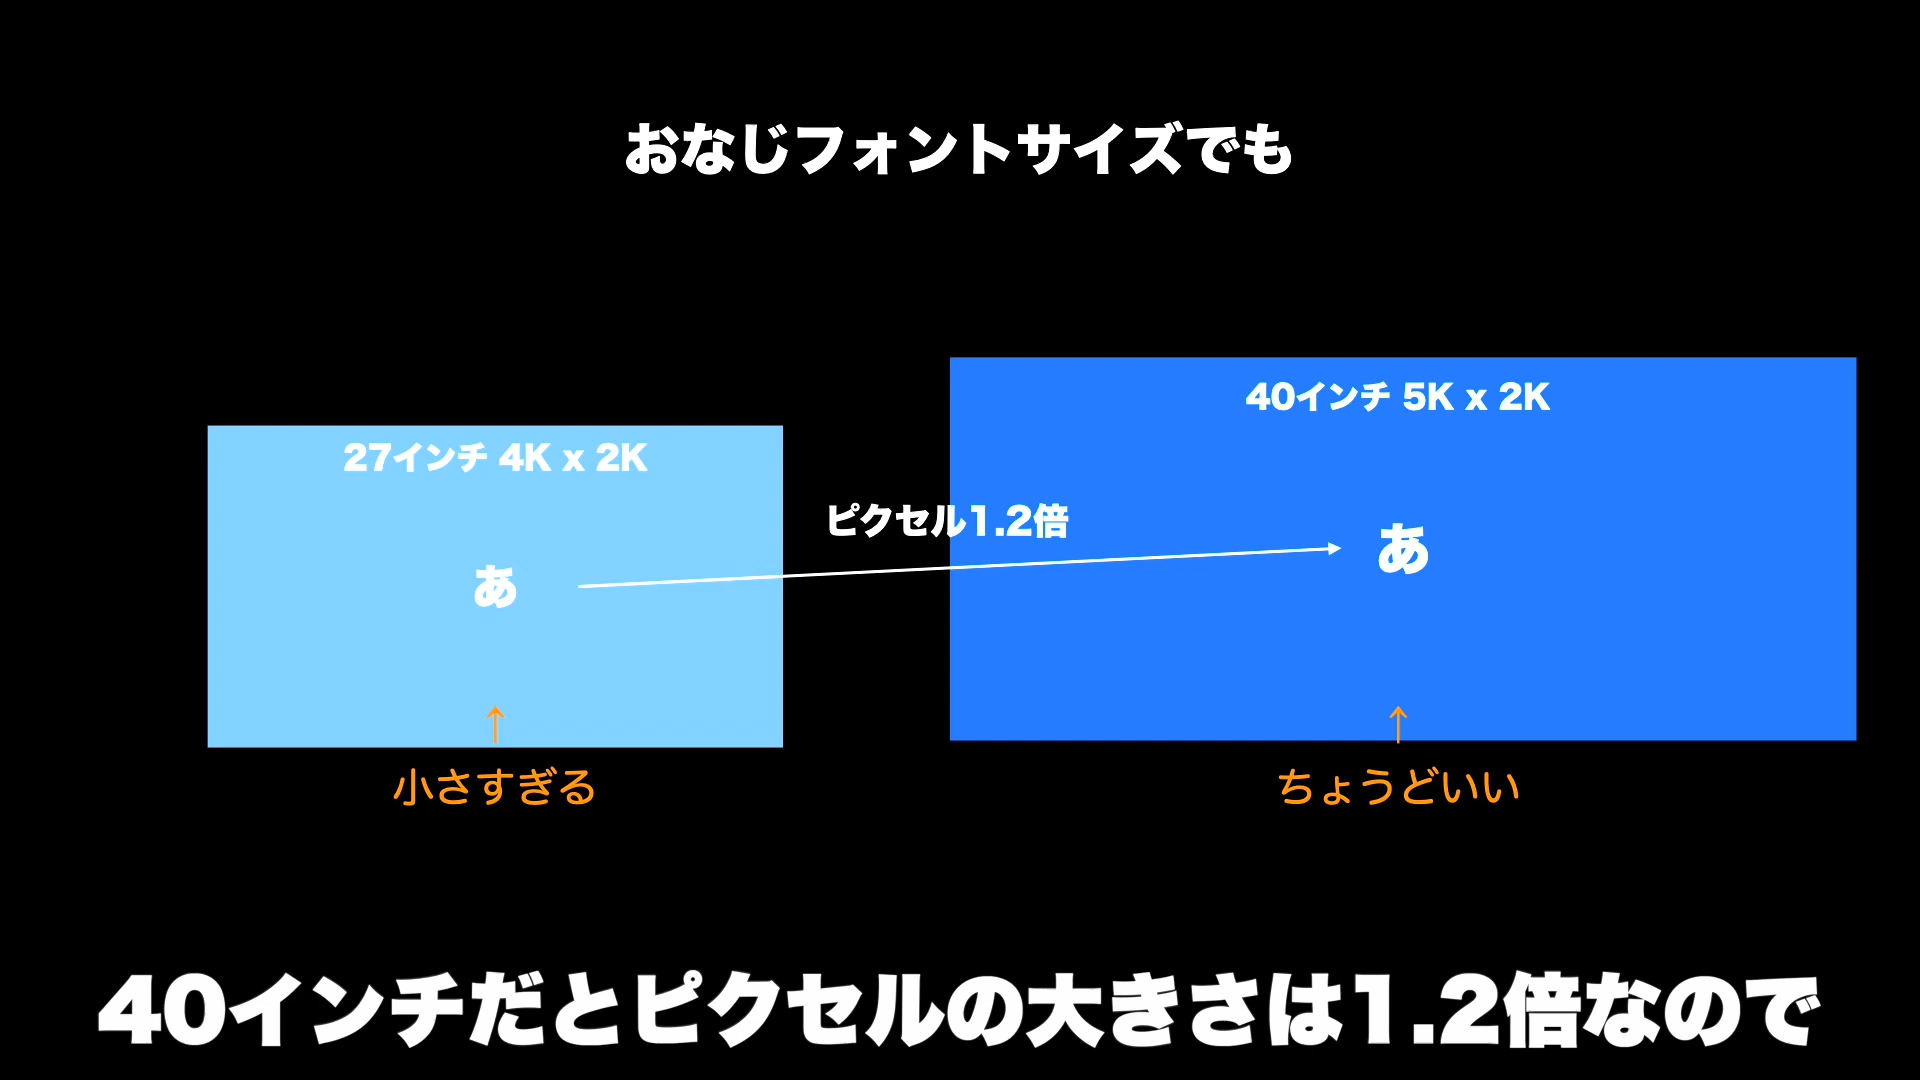 おなじフォントサイズでも
40インチ 5K x 2K
27インチ 4K x 2K
ピクセル1.2倍
あ
あ
↑
↑
小さすぎる
ちょうどいい
40インチだとピクセルの大きさは1.2倍なので